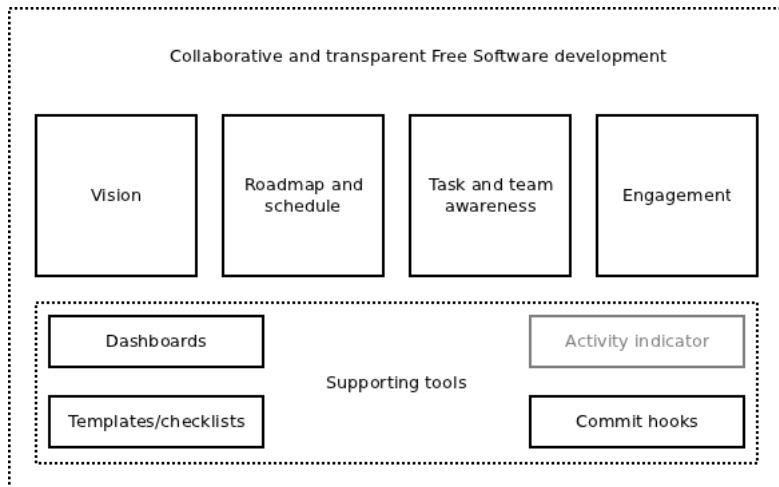 Collaborative and transparent Free Software development
Vision
Roadmap and
schedule
Task and team
awareness
Engagement
Dashboards
Activity indicator
Supporting tools
Templates/checklists
Commit hooks